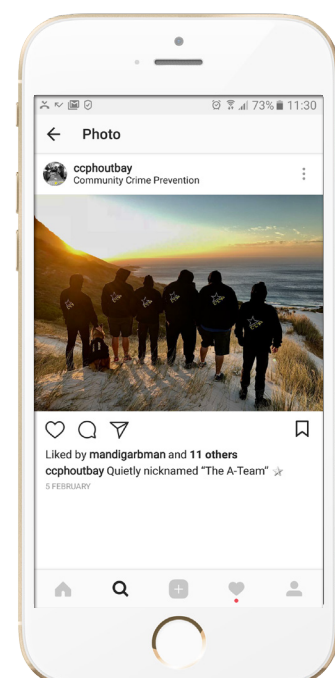 73% 11:30
Photo
ccphoutbay
Community Crime Prevention
Liked by mandigarbman and 11 others
ccphoutbay Quietly nicknamed “The A-Team”
5 FEBRUARY